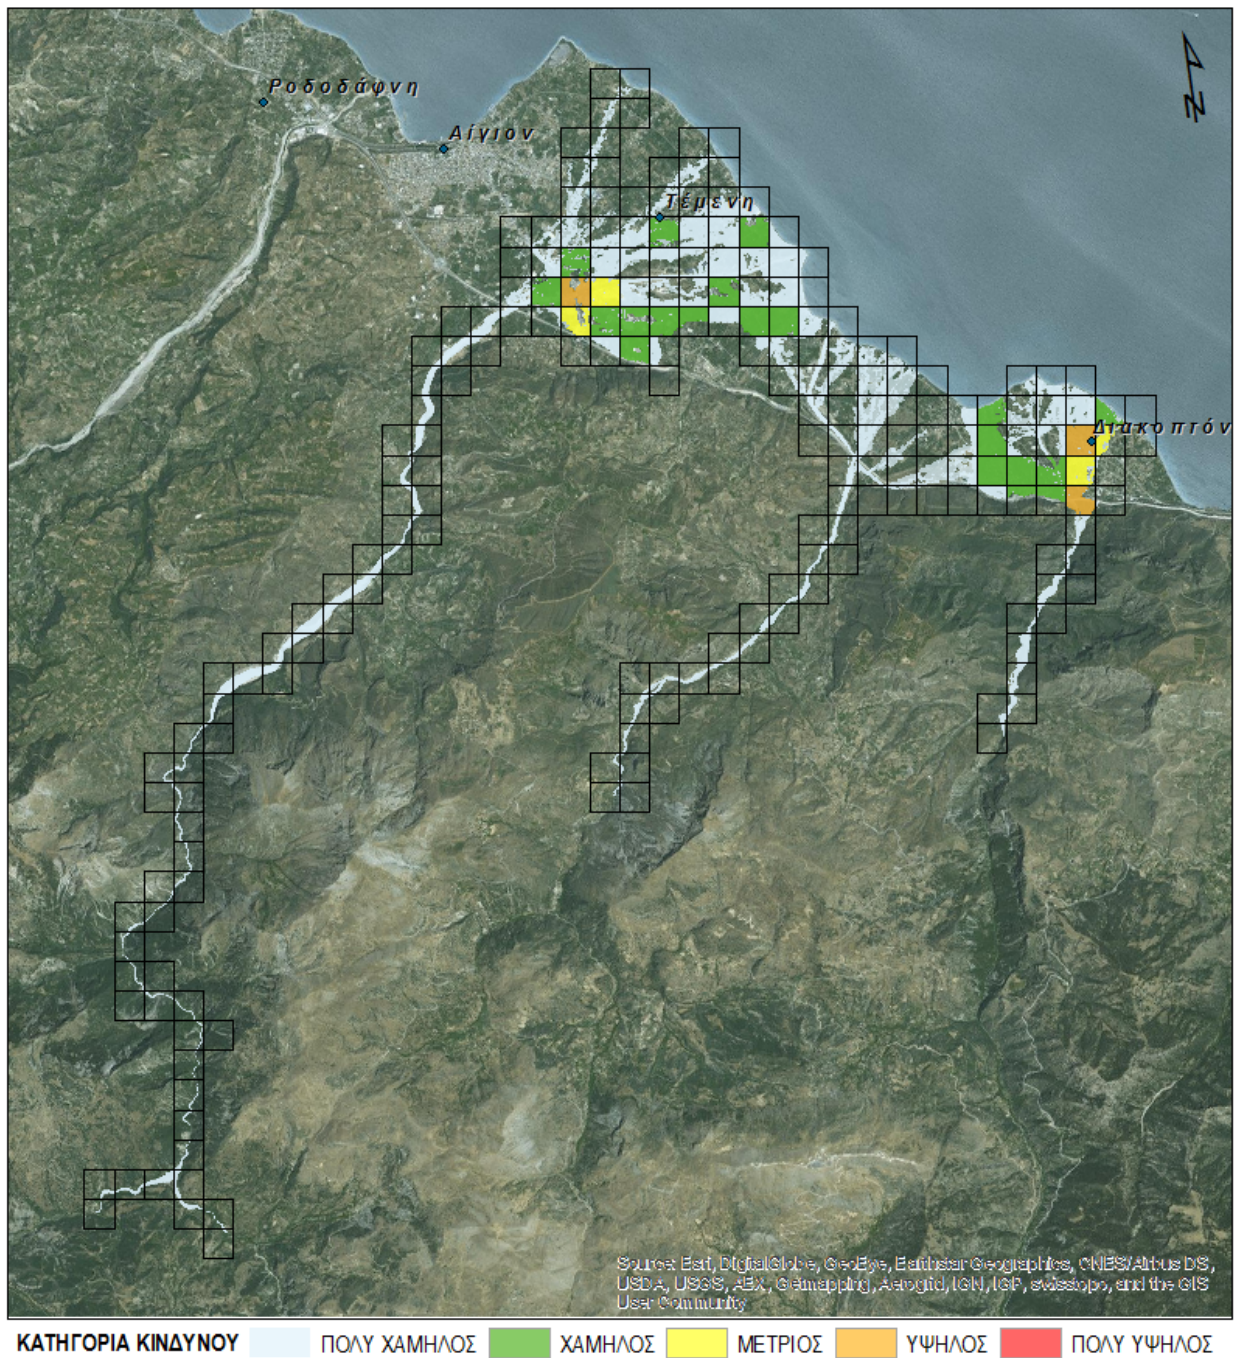 Ροδοδάφνη
Αίγιον
Τέμενη
Διακοπτόν
Source: Esri, DigitalGlobe, GeoEye, Earthstar Geographics, CNES/Airbus DS,
USDA, USGS, AEX, Getmapping, Aerogrid, IGN, IGP, swisstopo, and the GIS
User Community
ΚΑΤΗΓΟΡΙΑ ΚΙΝΔΥΝΟΥ ΠΟΛΥ ΧΑΜΗΛΟΣ ΧΑΜΗΛΟΣ ΜΕΤΡΙΟΣ ΥΨΗΛΟΣ ΠΟΛΥ ΥΨΗΛΟΣ